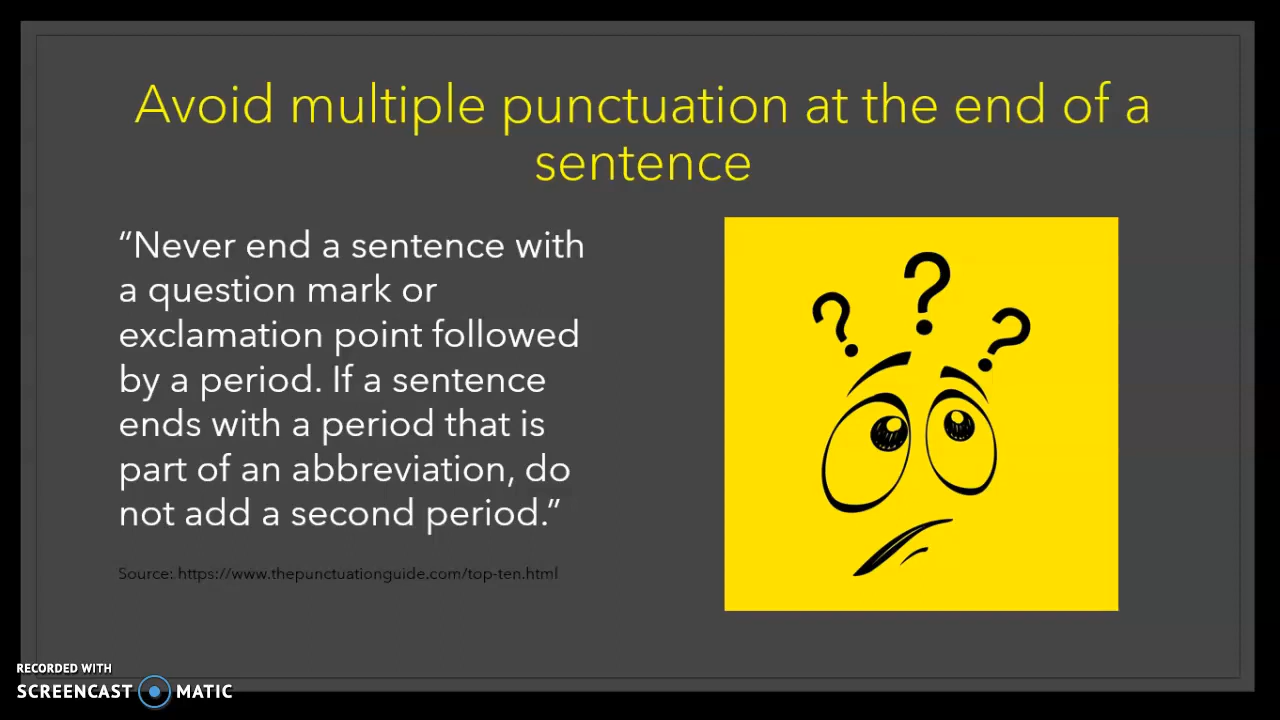 Avoid multiple punctuation at the end of a
sentence
“Never end a sentence with
a question mark or
exclamation point followed
by a period. If a sentence
ends with a period that is
part of an abbreviation, do
not add a second period.”
Source: https://www.thepunctuationguide.com/top-ten.html
? ? ?
RECORDED WITH
SCREENCAST MATIC